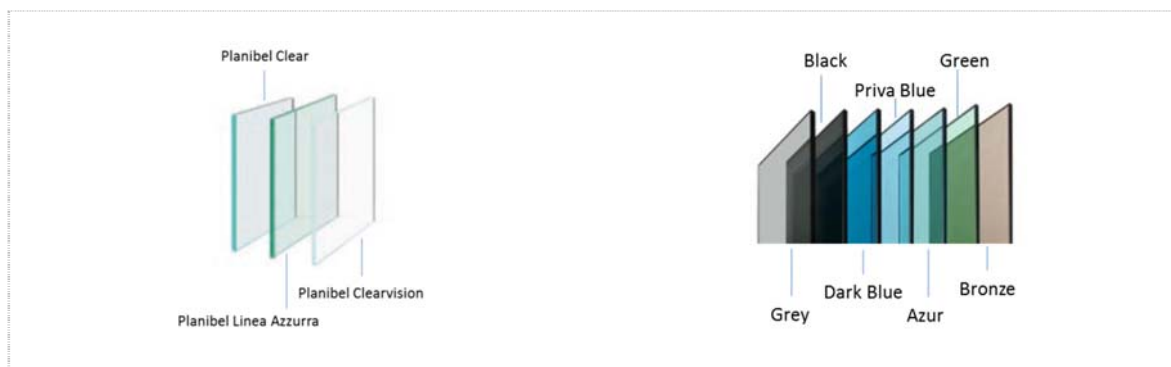 Planibel Clear
Planibel Clearvision
Planibel Linea Azzurra
Black
Green
Priva Blue
Dark Blue
Bronze
Grey
Azur